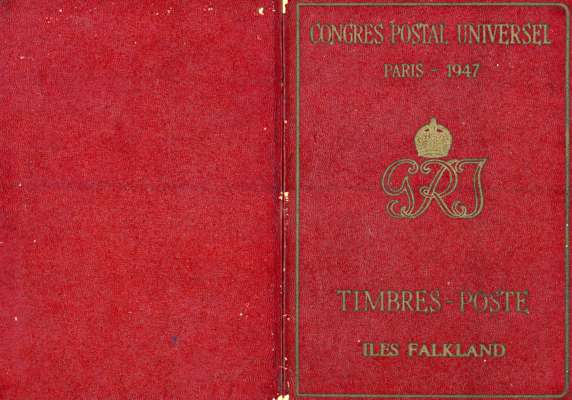 CONGRES POSTAL UNIVERSEL
PARIS - 1947
GRI
TIMBRES-POSTE
ILES FALKLAND